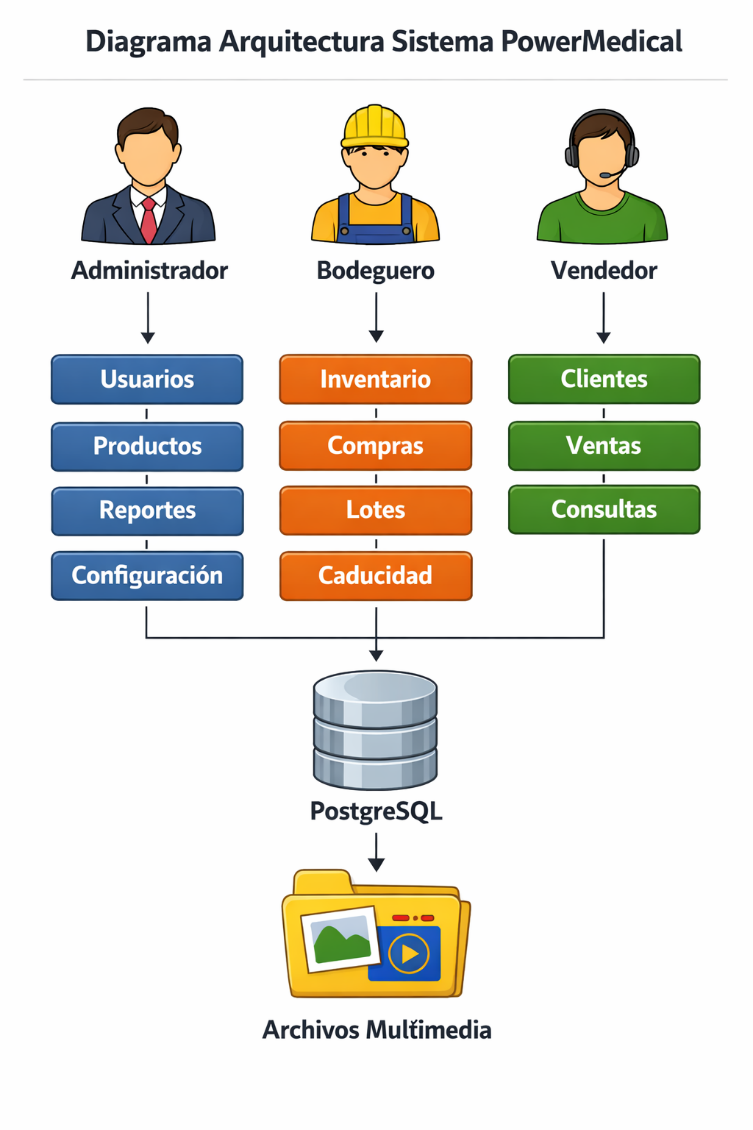 Diagrama Arquitectura Sistema PowerMedical
Administrador
Bodeguero
Vendedor
Usuarios
Inventario
Clientes
Productos
Compras
Ventas
Reportes
Lotes
Consultas
Configuración
Caducidad
PostgreSQL
Archivos Multimedia